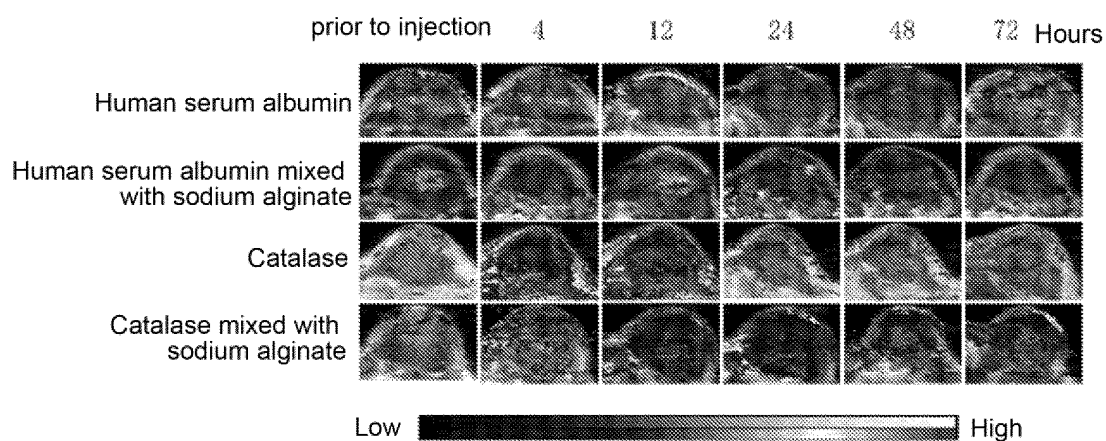 prior to injection 4 12 24 48 72 Hours
Human serum albumin
Human serum albumin mixed
with sodium alginate
Catalase
Catalase mixed with
sodium alginate
Low High